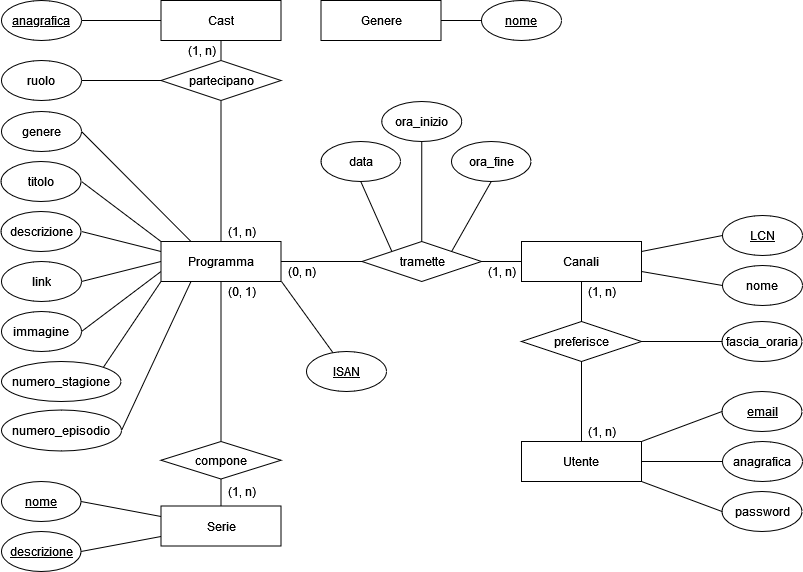 anagrafica
Cast
Genere
nome
(1, n)
ruolo
partecipano
genere
ora_inizio
data
ora_fine
titolo
descrizione
(1, n)
LCN
Programma
tramette
Canali
(0, n)
(1, n)
link
nome
(0, 1)
(1, n)
immagine
preferisce
fascia_oraria
ISAN
numero_stagione
email
numero_episodio
(1, n)
compone
Utente
anagrafica
(1, n)
nome
password
Serie
descrizione